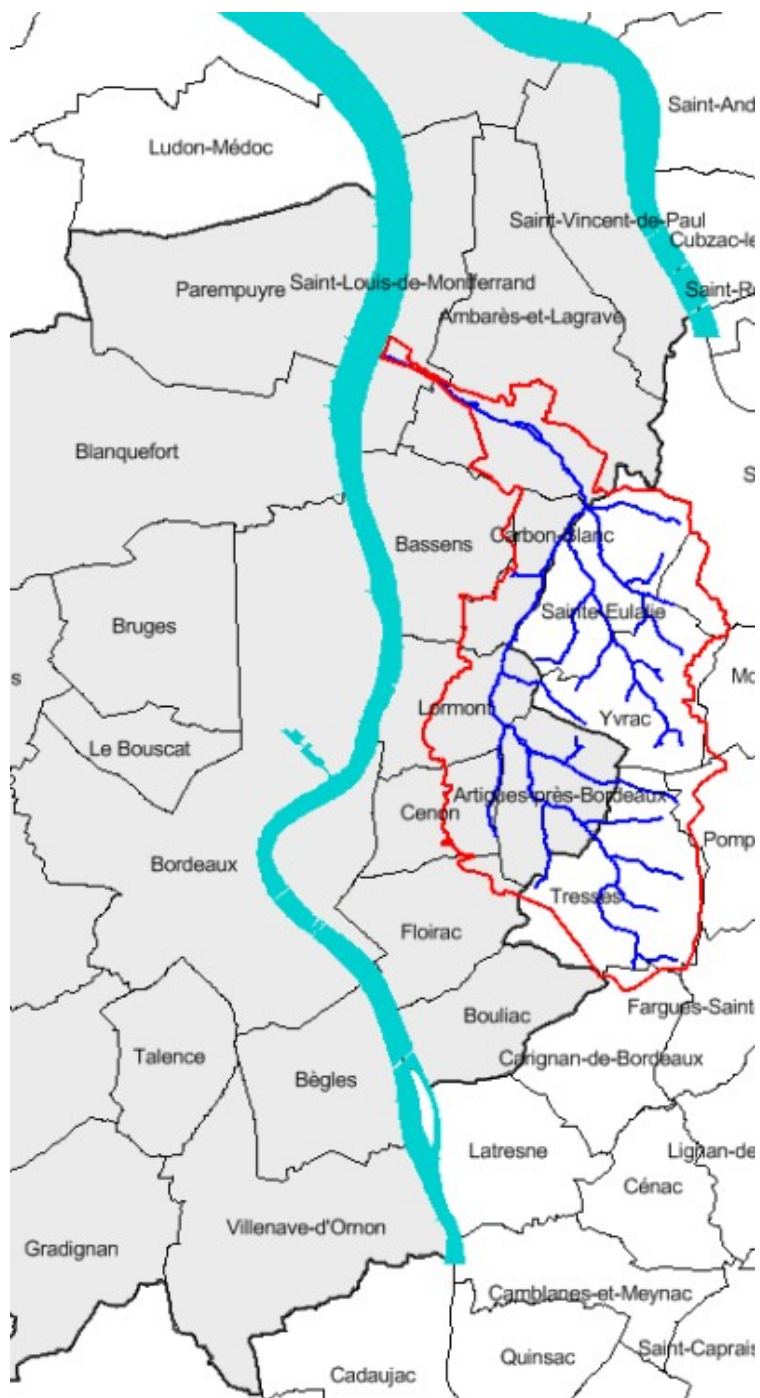 Saint-And
Ludon-Médoc
Saint-Vincent-de-Paul
Cubzac-le
Parempuyre
Saint-Louis-de-Montferrand
Saint-R
Ambarès-et-Lagrave
Blanquefort
S
Bassens
Carbon-Blanc
Sainte-Eulalie
Bruges
s
Mo
Lormont
Yvrac
Le Bouscat
Artigues-près-Bordeaux
Cenon
Pomp
Bordeaux
Tresses
Floirac
Fargues-Sainte
Bouliac
Talence
Carignan-de-Bordeaux
Bègles
Latresne
Lignan-de
Cénac
Villenave-d'Ornon
Gradignan
Camblanes-et-Meynac
Saint-Caprais
Quinsac
Cadaujac